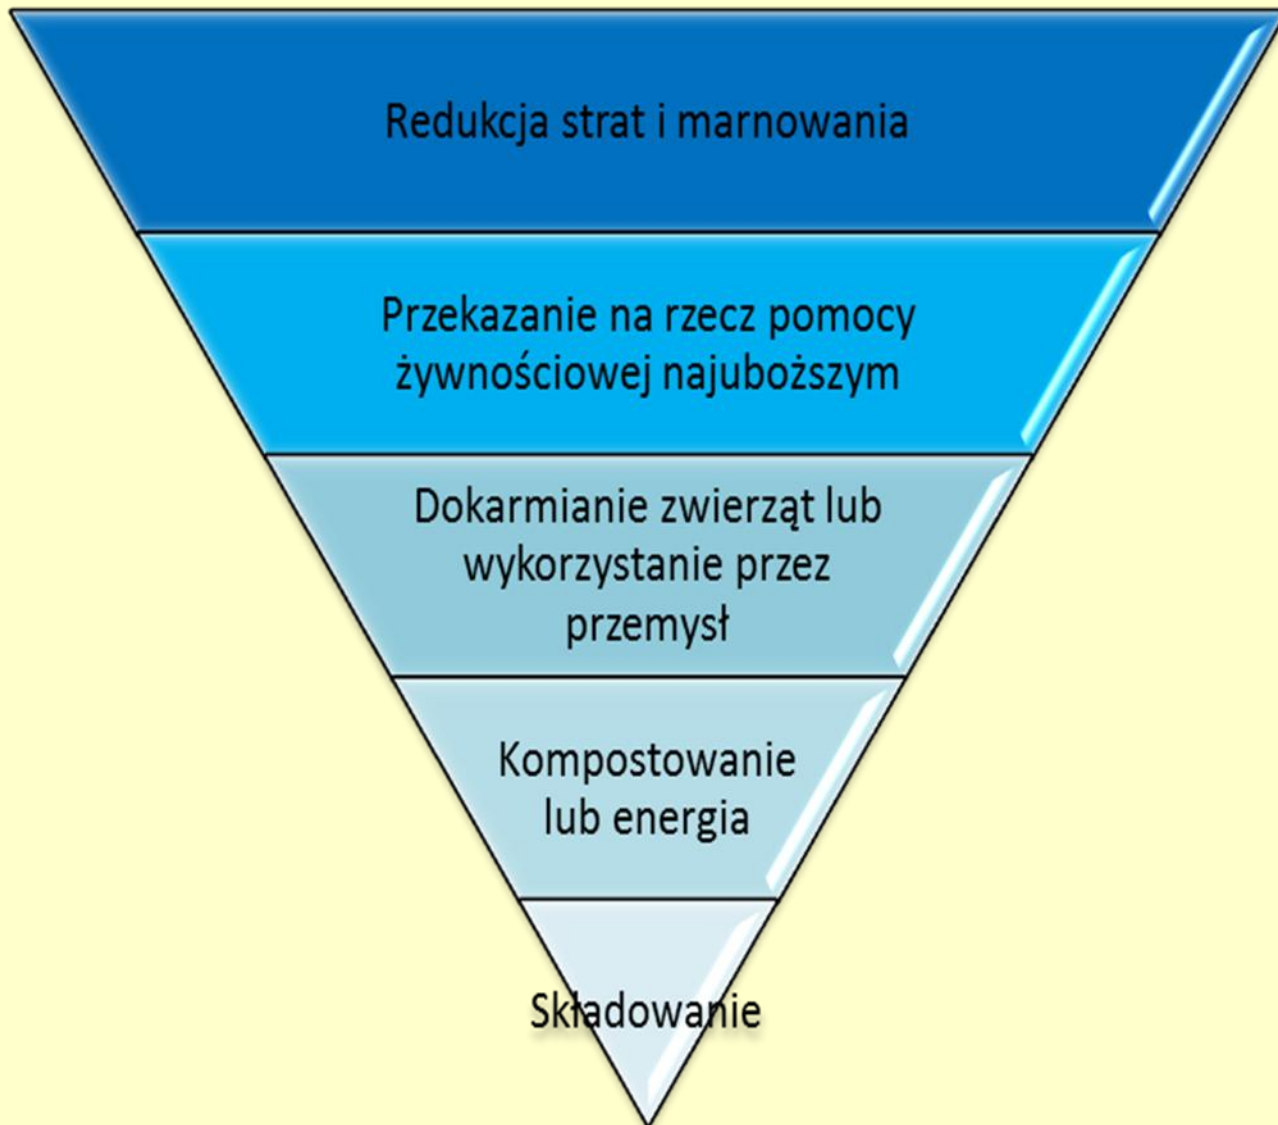 Redukcja strat i marnowania
Przekazanie na rzecz pomocy
żywnościowej najuboższym
Dokarmianie zwierząt lub
wykorzystanie przez
przemysł
Kompostowanie
lub energia
Składowanie